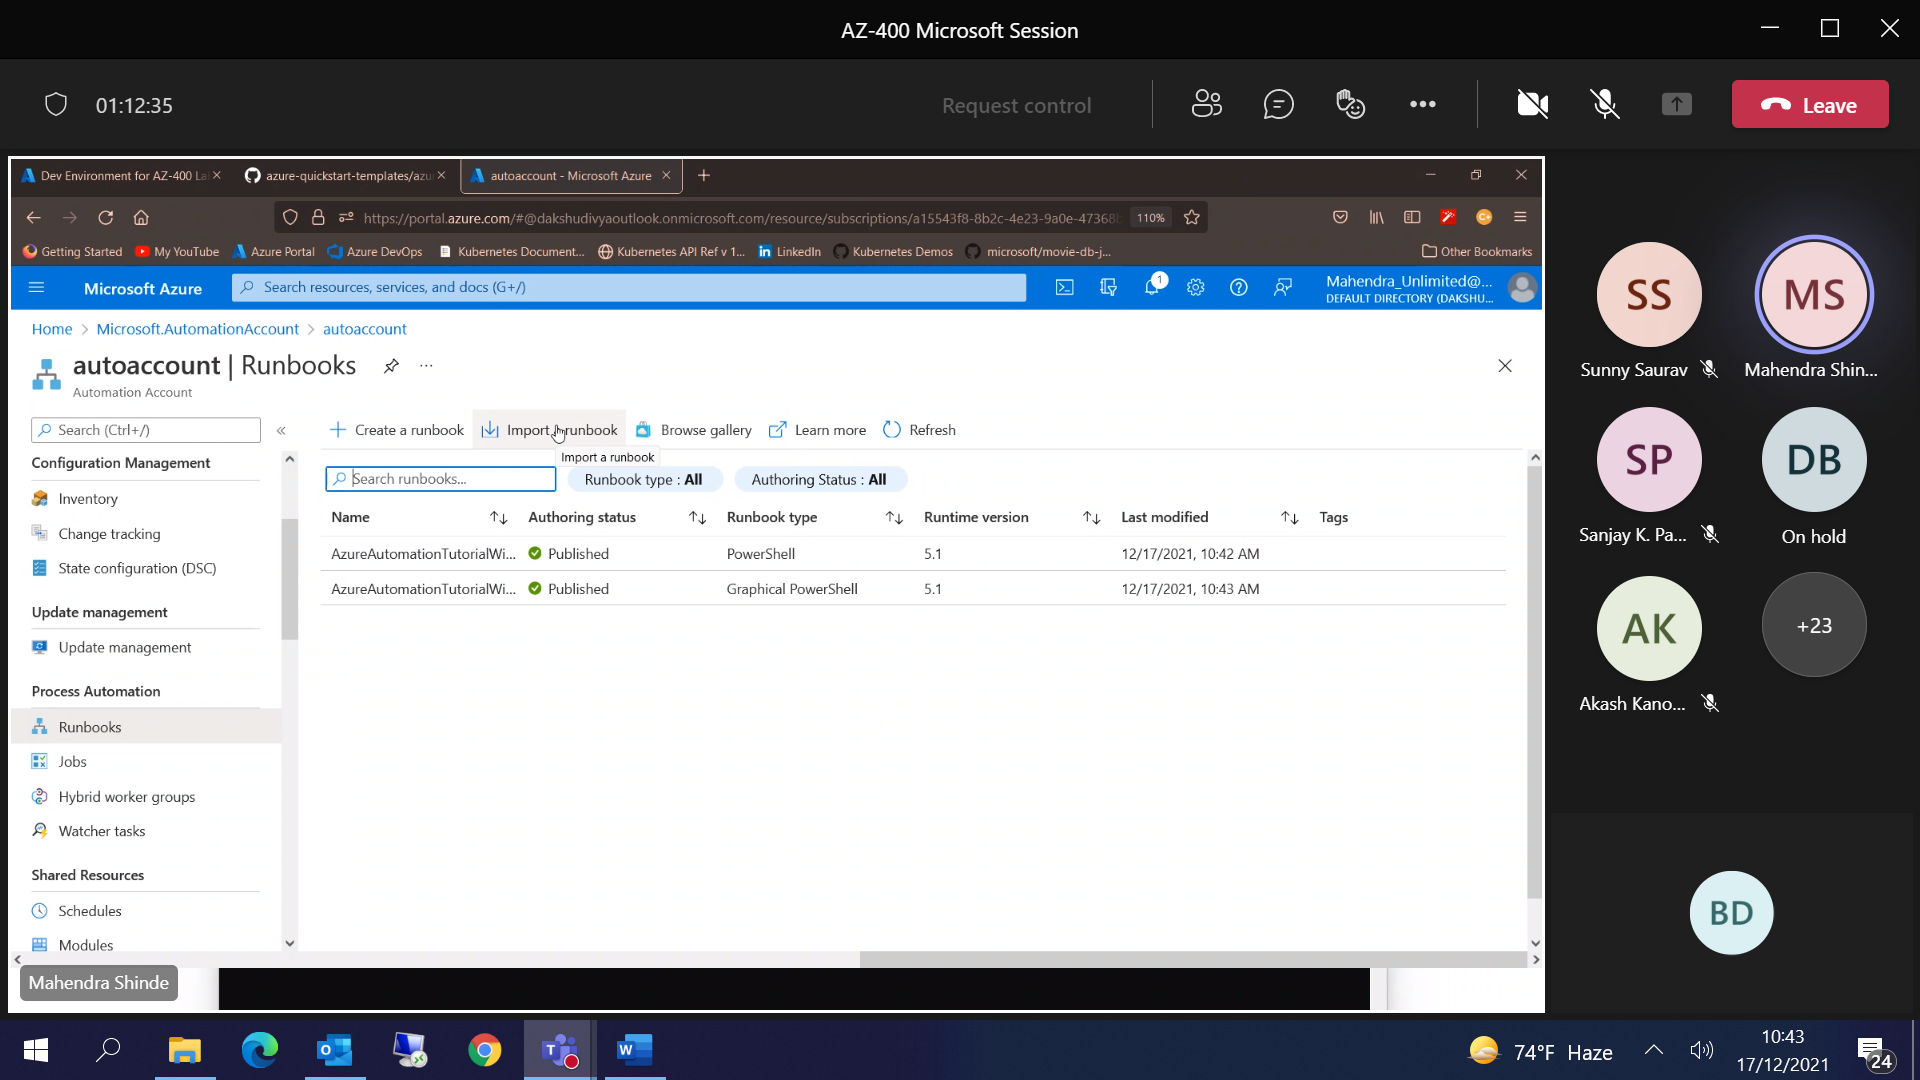 AZ-400 Microsoft Session
01:12:35
Request control
Leave
Dev Environment for AZ-400 La
azure-quickstart-templates/azu
autoaccount - Microsoft Azure
https://portal.azure.com/#@dakshudivyaoutlook.onmicrosoft.com/resource/subscriptions/a15543f8-8b2c-4e23-9a0e-47368
110%
Getting Started
My YouTube
Azure Portal
Azure DevOps
Kubernetes Document...
Kubernetes API Ref v 1...
LinkedIn
Kubernetes Demos
microsoft/movie-db-j...
Other Bookmarks
Microsoft Azure
Search resources, services, and docs (G+/)
1
Mahendra_Unlimited@...
DEFAULT DIRECTORY (DAKSHU...
Home > Microsoft.AutomationAccount > autoaccount
autoaccount | Runbooks
...
Automation Account
Search (Ctrl+/)
«
Create a runbook
Import a runbook
Browse gallery
Learn more
Refresh
Import a runbook
Configuration Management
Inventory
Change tracking
State configuration (DSC)
Update management
Update management
Process Automation
Runbooks
Jobs
Hybrid worker groups
Watcher tasks
Shared Resources
Schedules
Modules
Search runbooks...
Runbook type : All
Authoring Status : All
Name Authoring status Runbook type Runtime version Last modified Tags
AzureAutomationTutorialWi... Published PowerShell 5.1 12/17/2021, 10:42 AM
AzureAutomationTutorialWi... Published Graphical PowerShell 5.1 12/17/2021, 10:43 AM
Mahendra Shinde
SS
Sunny Saurav
MS
Mahendra Shin...
SP
Sanjay K. Pa...
DB
On hold
AK
Akash Kano...
+23
BD
74°F Haze
10:43
17/12/2021
24